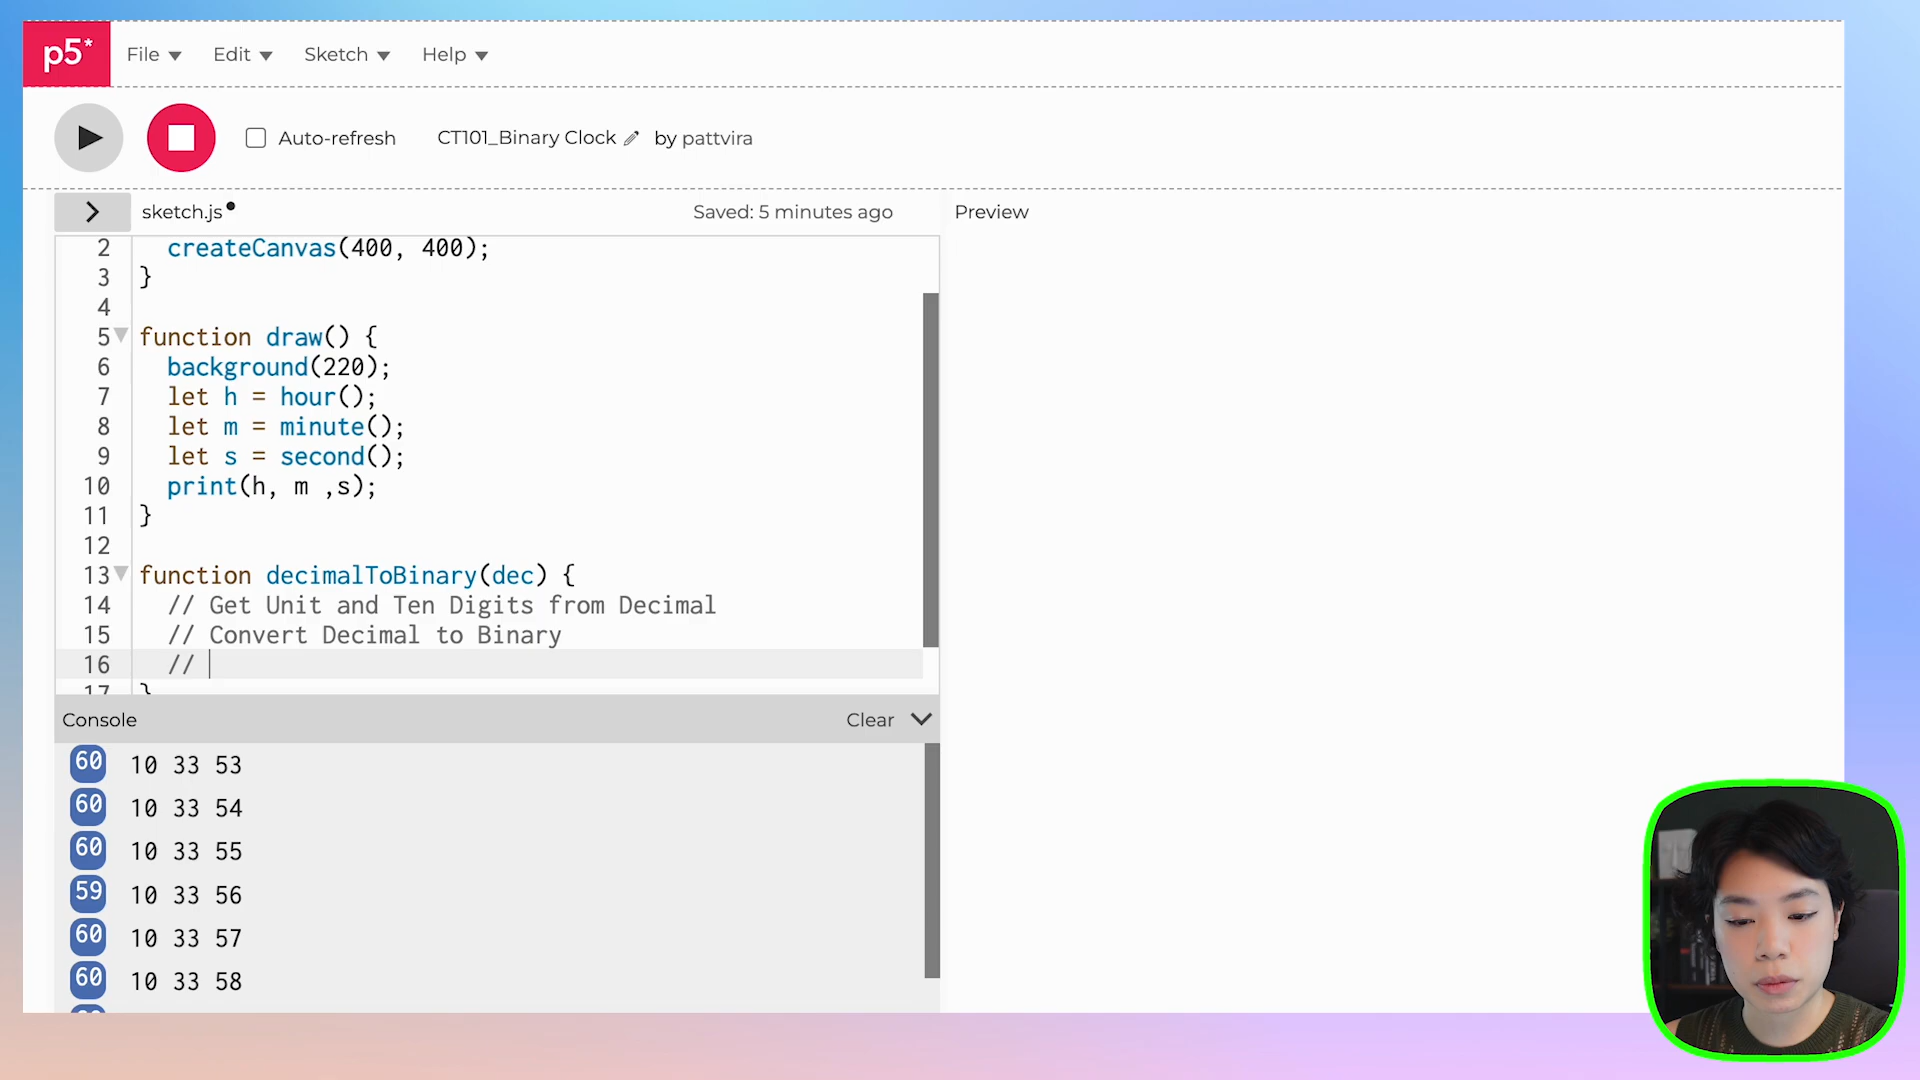 p5*
File
Edit
Sketch
Help
Auto-refresh
CT101_Binary Clock
by pattvira
sketch.js
Saved: 5 minutes ago
Preview
2 createCanvas(400, 400);
3 }
4
5 function draw() {
6 background(220);
7 let h = hour();
8 let m = minute();
9 let s = second();
10 print(h, m ,s);
11 }
12
13 function decimalToBinary(dec) {
14 // Get Unit and Ten Digits from Decimal
15 // Convert Decimal to Binary
16 //
17 }
Console
Clear
60 10 33 53
60 10 33 54
60 10 33 55
59 10 33 56
60 10 33 57
60 10 33 58